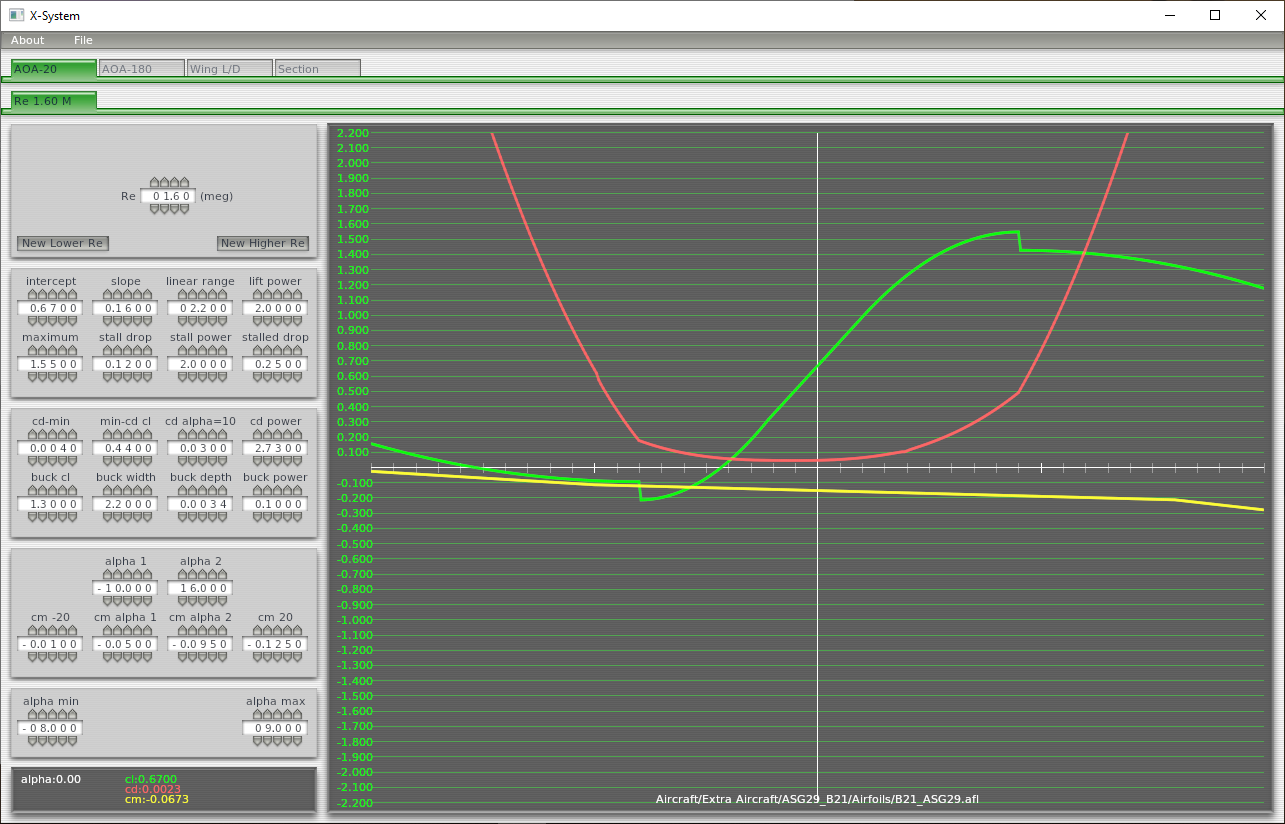 X-System
About File
AOA-20 AOA-180 Wing L/D Section
Re 1.60 M
Re 0 1.6 0 (meg)
New Lower Re New Higher Re
intercept slope linear range lift power
0.6 7 0 0 0.1 6 0 0 0 2.2 0 0 2.0 0 0 0
maximum stall drop stall power stalled drop
1.5 5 0 0 0.1 2 0 0 2.0 0 0 0 0.2 5 0 0
cd-min min-cd cl cd alpha=10 cd power
0.0 0 4 0 0.4 4 0 0 0.0 3 0 0 2.7 3 0 0
buck cl buck width buck depth buck power
1.3 0 0 0 2.2 0 0 0 0.0 0 3 4 0.1 0 0 0
alpha 1 alpha 2
- 1 0.0 0 0 1 6.0 0 0
cm -20 cm alpha 1 cm alpha 2 cm 20
- 0.0 1 0 0 - 0.0 5 0 0 - 0.0 9 5 0 - 0.1 2 5 0
alpha min alpha max
- 0 8.0 0 0 0 9.0 0 0
alpha:0.00 cl:0.6700
cd:0.0023
cm:-0.0673
2.200
2.100
2.000
1.900
1.800
1.700
1.600
1.500
1.400
1.300
1.200
1.100
1.000
0.900
0.800
0.700
0.600
0.500
0.400
0.300
0.200
0.100
-0.100
-0.200
-0.300
-0.400
-0.500
-0.600
-0.700
-0.800
-0.900
-1.000
-1.100
-1.200
-1.300
-1.400
-1.500
-1.600
-1.700
-1.800
-1.900
-2.000
-2.100
-2.200
Aircraft/Extra Aircraft/ASG29_B21/Airfoils/B21_ASG29.afl